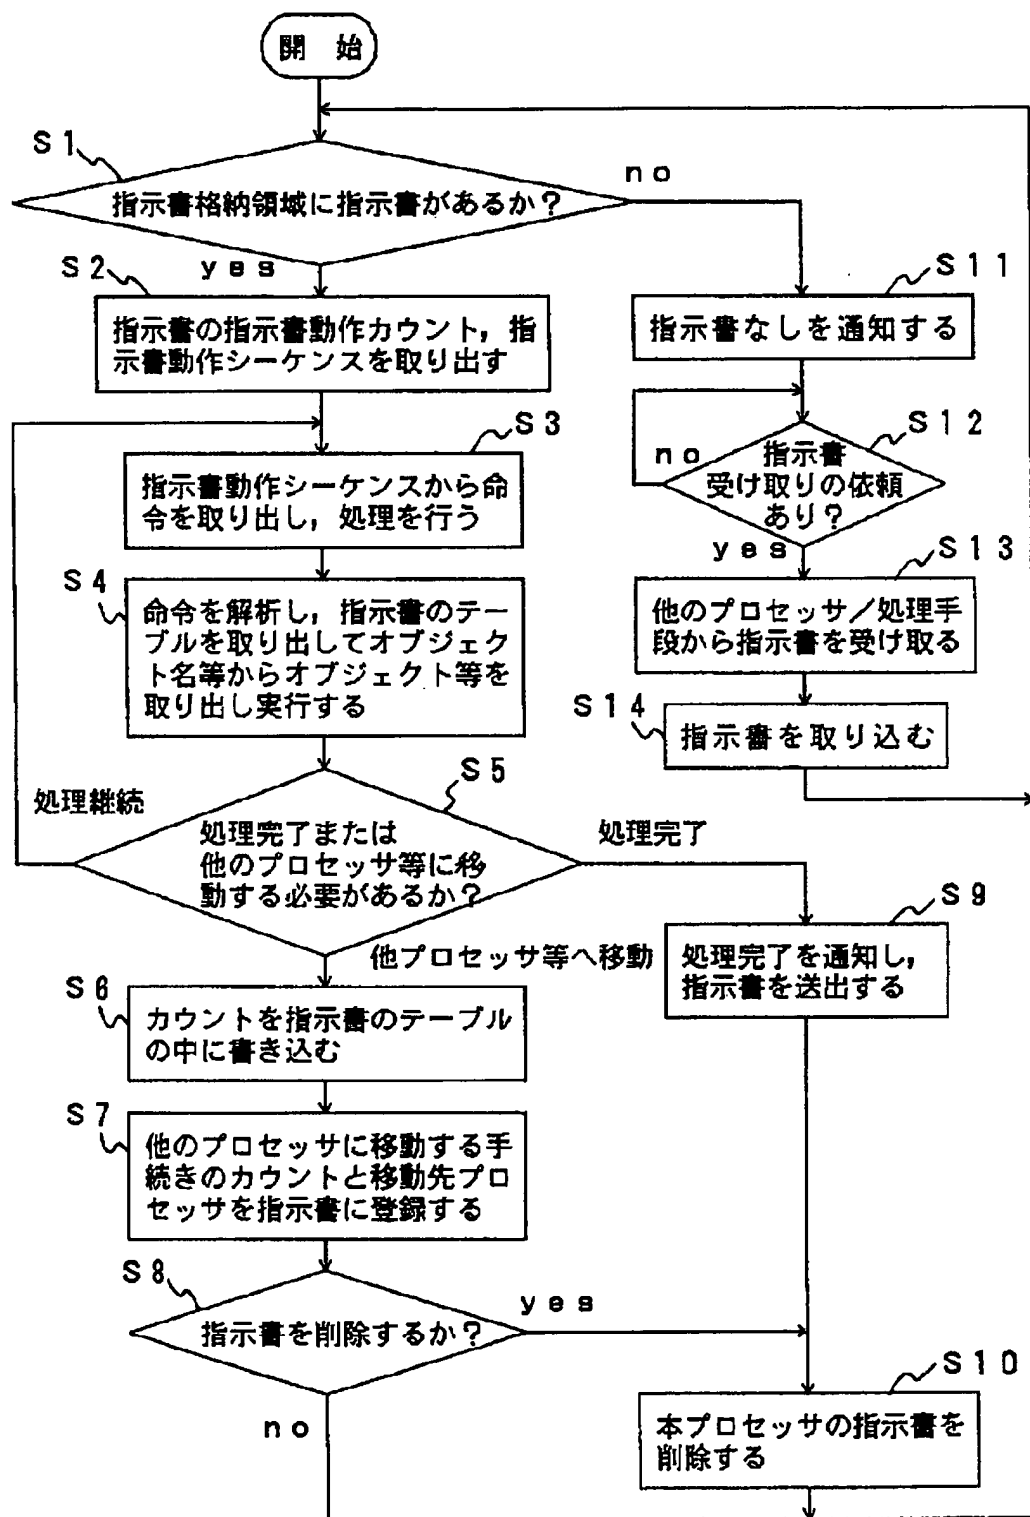 開 始
S1
指示書格納領域に指示書があるか？
no
yes
S2
指示書の指示書動作カウント，指
示書動作シーケンスを取り出す
S11
指示書なしを通知する
S3
指示書動作シーケンスから命
令を取り出し，処理を行う
S12
指示書
受け取りの依頼
あり？
no
yes
S4
命令を解析し，指示書のテー
ブルを取り出してオブジェク
ト名等からオブジェクト等を
取り出し実行する
S13
他のプロセッサ／処理手
段から指示書を受け取る
S14
指示書を取り込む
S5
処理継続
処理完了または
他のプロセッサ等に移
動する必要があるか？
処理完了
他プロセッサ等へ移動
S9
処理完了を通知し，
指示書を送出する
S6
カウントを指示書のテーブル
の中に書き込む
S7
他のプロセッサに移動する手
続きのカウントと移動先プロ
セッサを指示書に登録する
S8
指示書を削除するか？
yes
no
S10
本プロセッサの指示書を
削除する